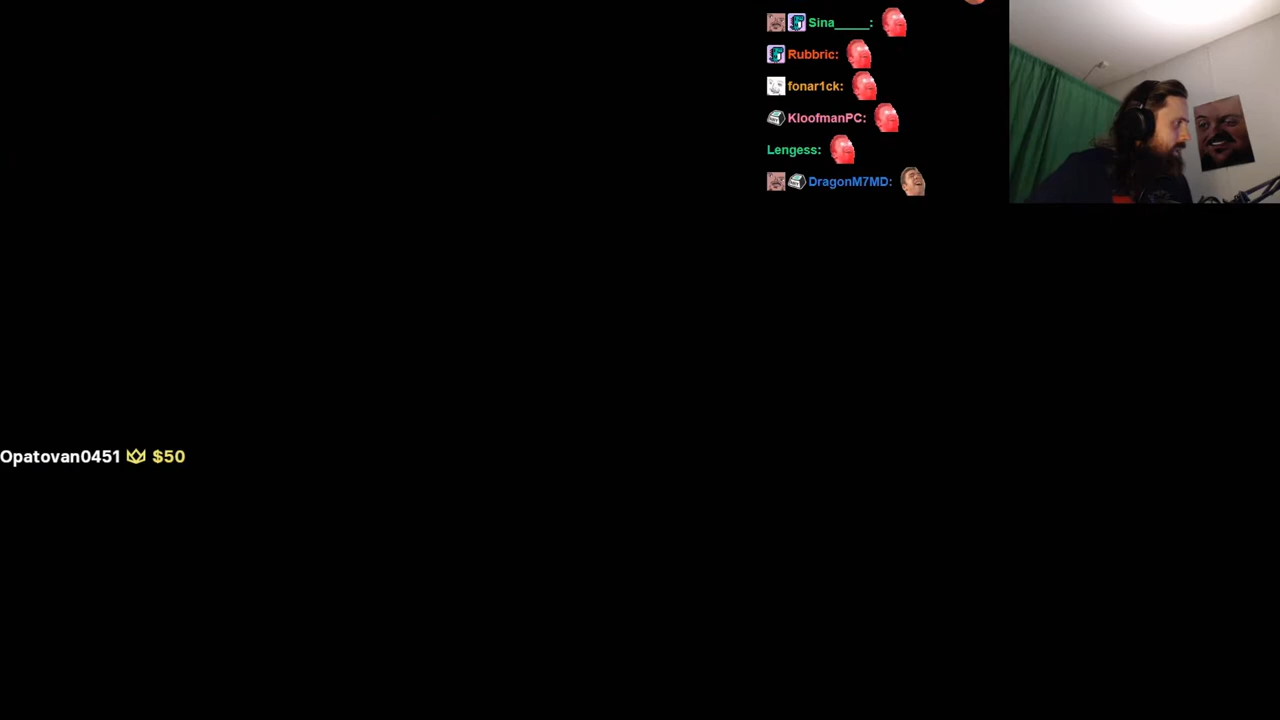 Sina_____:
Rubbric:
fonar1ck:
KloofmanPC:
Lengess:
DragonM7MD:
Opatovan0451 $50